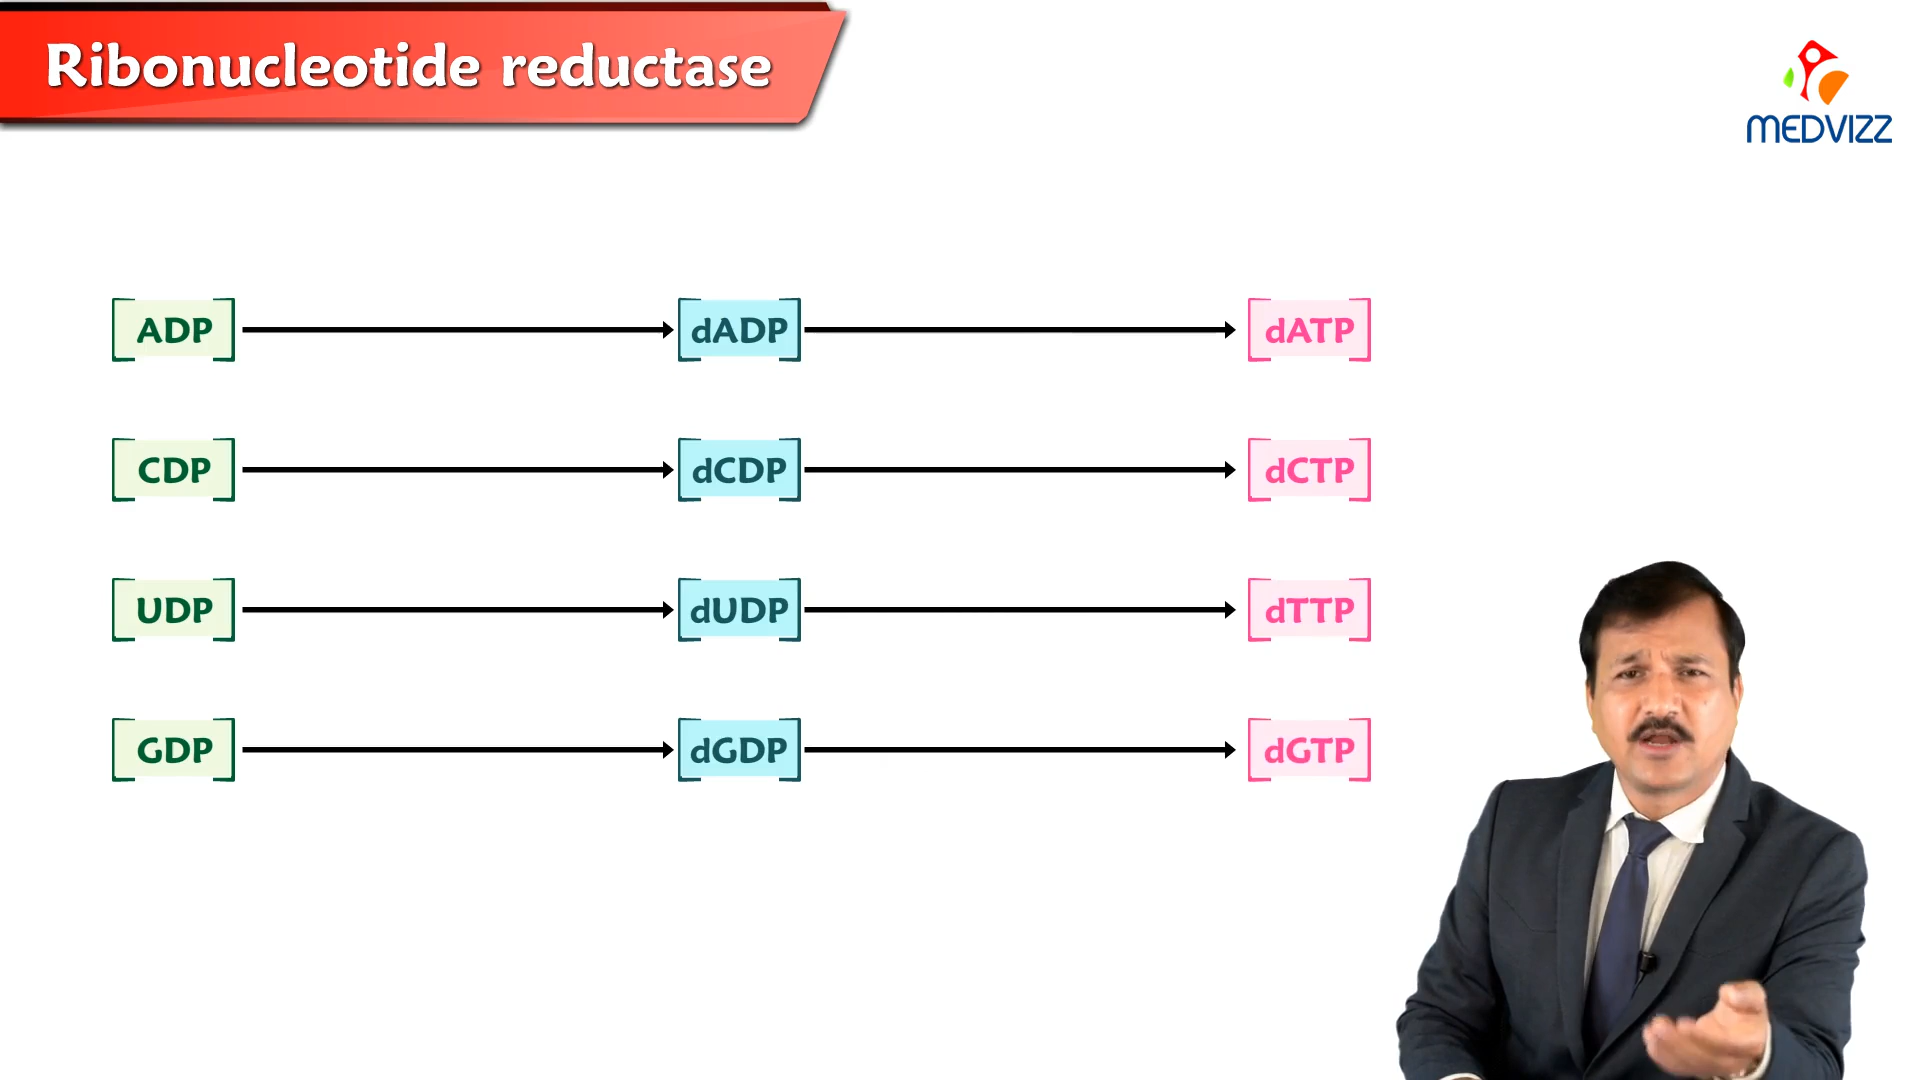 Ribonucleotide reductase
MEDVIZZ
ADP dADP dATP
CDP dCDP dCTP
UDP dUDP dTTP
GDP dGDP dGTP